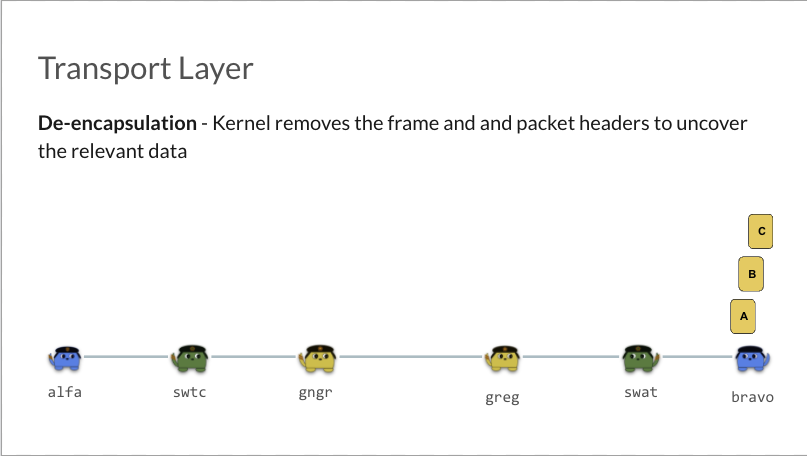 Transport Layer
De-encapsulation - Kernel removes the frame and and packet headers to uncover
the relevant data
C
B
A
alfa
swtc
gngr
greg
swat
bravo